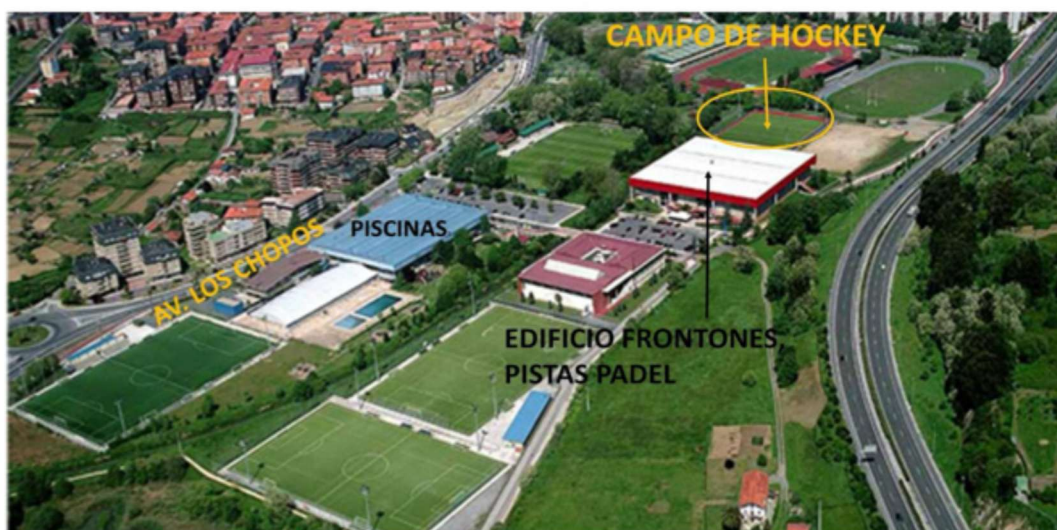 CAMPO DE HOCKEY
PISCINAS
AV. LOS CHOPOS
EDIFICIO FRONTONES,
PISTAS PADEL